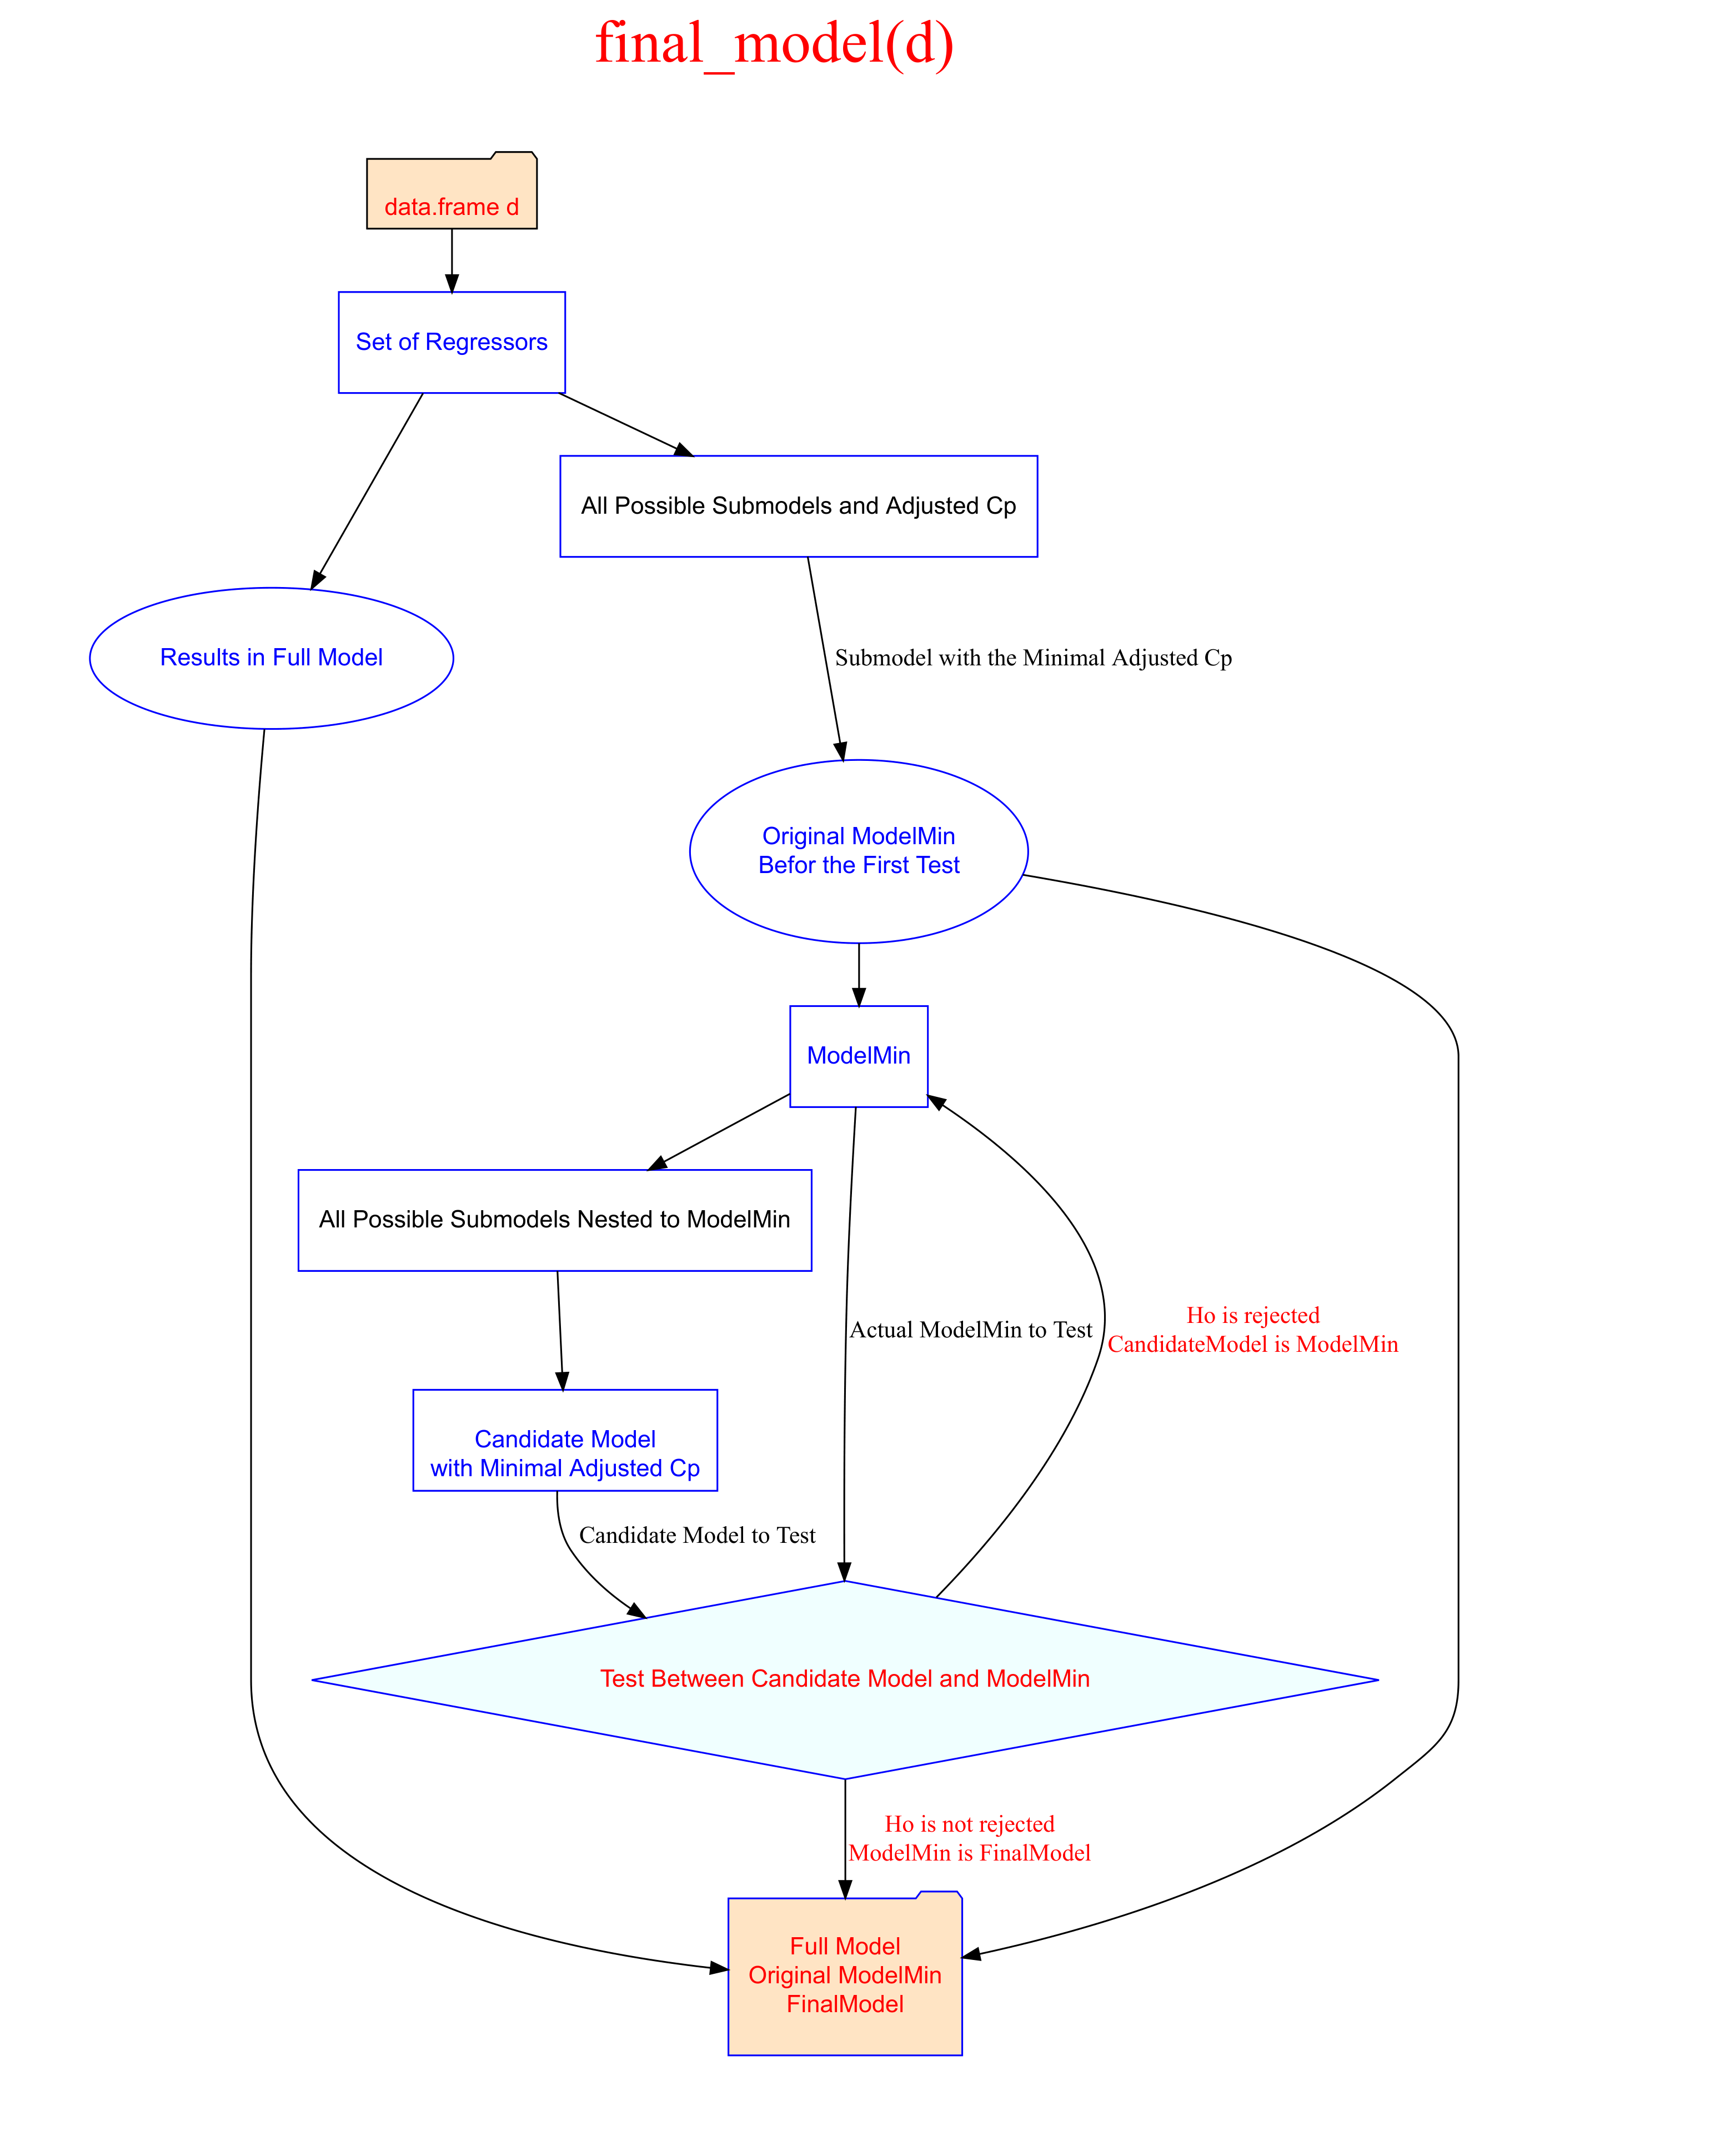 final_model(d)
data.frame d
Set of Regressors
All Possible Submodels and Adjusted Cp
Results in Full Model
Submodel with the Minimal Adjusted Cp
Original ModelMin
Befor the First Test
ModelMin
All Possible Submodels Nested to ModelMin
Actual ModelMin to Test
Ho is rejected
CandidateModel is ModelMin
Candidate Model
with Minimal Adjusted Cp
Candidate Model to Test
Test Between Candidate Model and ModelMin
Ho is not rejected
ModelMin is FinalModel
Full Model
Original ModelMin
FinalModel